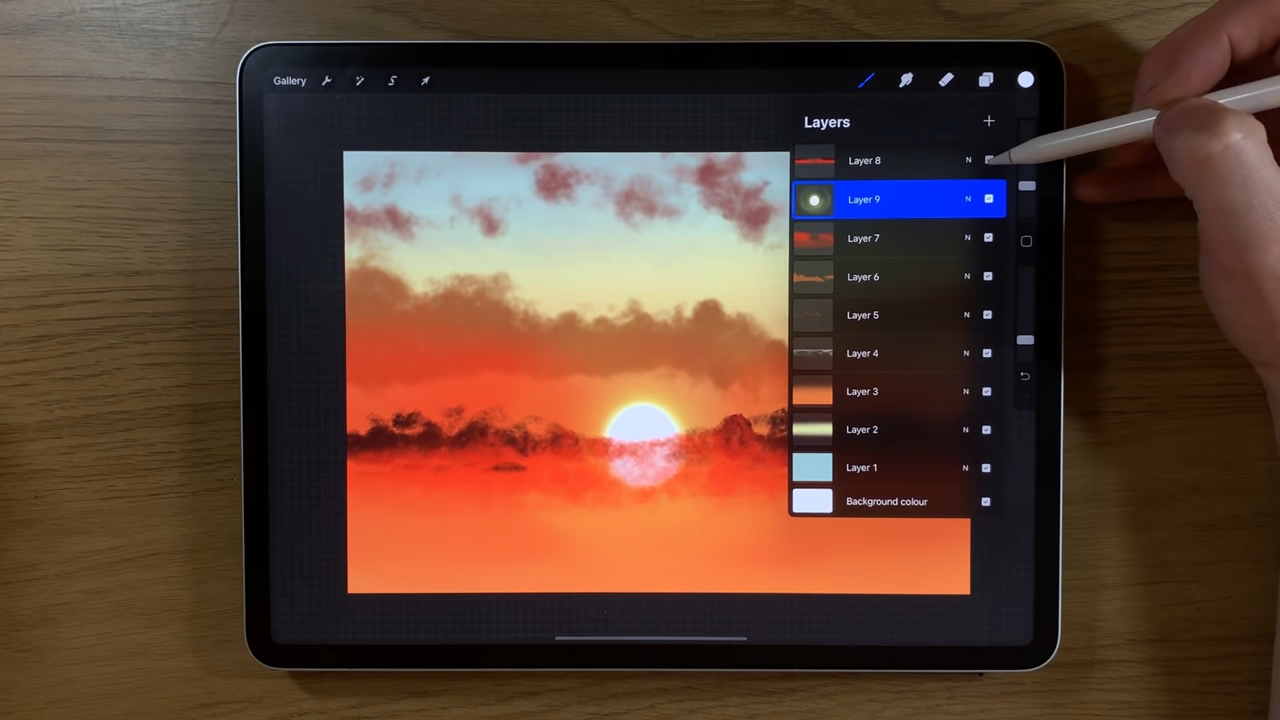 Gallery
Layers
Layer 8 N
Layer 9 N
Layer 7 N
Layer 6 N
Layer 5 N
Layer 4 N
Layer 3 N
Layer 2 N
Layer 1 N
Background colour